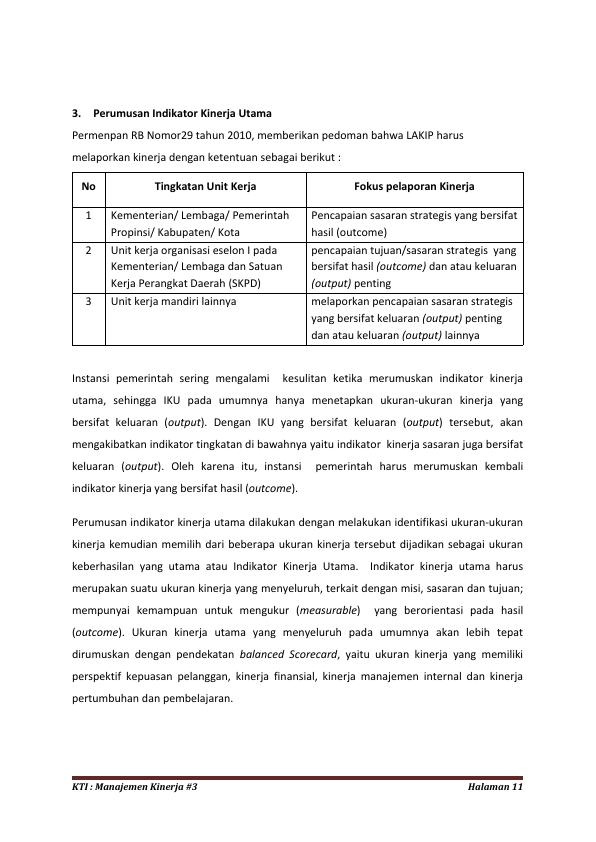 3. Perumusan Indikator Kinerja Utama
Permenpan RB Nomor29 tahun 2010, memberikan pedoman bahwa LAKIP harus
melaporkan kinerja dengan ketentuan sebagai berikut :
No Tingkatan Unit Kerja Fokus pelaporan Kinerja
1 Kementerian/ Lembaga/ Pemerintah Pencapaian sasaran strategis yang bersifat
Propinsi/ Kabupaten/ Kota hasil (outcome)
2 Unit kerja organisasi eselon I pada pencapaian tujuan/sasaran strategis yang
Kementerian/ Lembaga dan Satuan bersifat hasil (outcome) dan atau keluaran
Kerja Perangkat Daerah (SKPD) (output) penting
3 Unit kerja mandiri lainnya melaporkan pencapaian sasaran strategis
yang bersifat keluaran (output) penting
dan atau keluaran (output) lainnya
Instansi pemerintah sering mengalami kesulitan ketika merumuskan indikator kinerja
utama, sehingga IKU pada umumnya hanya menetapkan ukuran-ukuran kinerja yang
bersifat keluaran (output). Dengan IKU yang bersifat keluaran (output) tersebut, akan
mengakibatkan indikator tingkatan di bawahnya yaitu indikator kinerja sasaran juga bersifat
keluaran (output). Oleh karena itu, instansi pemerintah harus merumuskan kembali
indikator kinerja yang bersifat hasil (outcome).
Perumusan indikator kinerja utama dilakukan dengan melakukan identifikasi ukuran-ukuran
kinerja kemudian memilih dari beberapa ukuran kinerja tersebut dijadikan sebagai ukuran
keberhasilan yang utama atau Indikator Kinerja Utama. Indikator kinerja utama harus
merupakan suatu ukuran kinerja yang menyeluruh, terkait dengan misi, sasaran dan tujuan;
mempunyai kemampuan untuk mengukur (measurable) yang berorientasi pada hasil
(outcome). Ukuran kinerja utama yang menyeluruh pada umumnya akan lebih tepat
dirumuskan dengan pendekatan balanced Scorecard, yaitu ukuran kinerja yang memiliki
perspektif kepuasan pelanggan, kinerja finansial, kinerja manajemen internal dan kinerja
pertumbuhan dan pembelajaran.
KTI : Manajemen Kinerja #3 Halaman 11